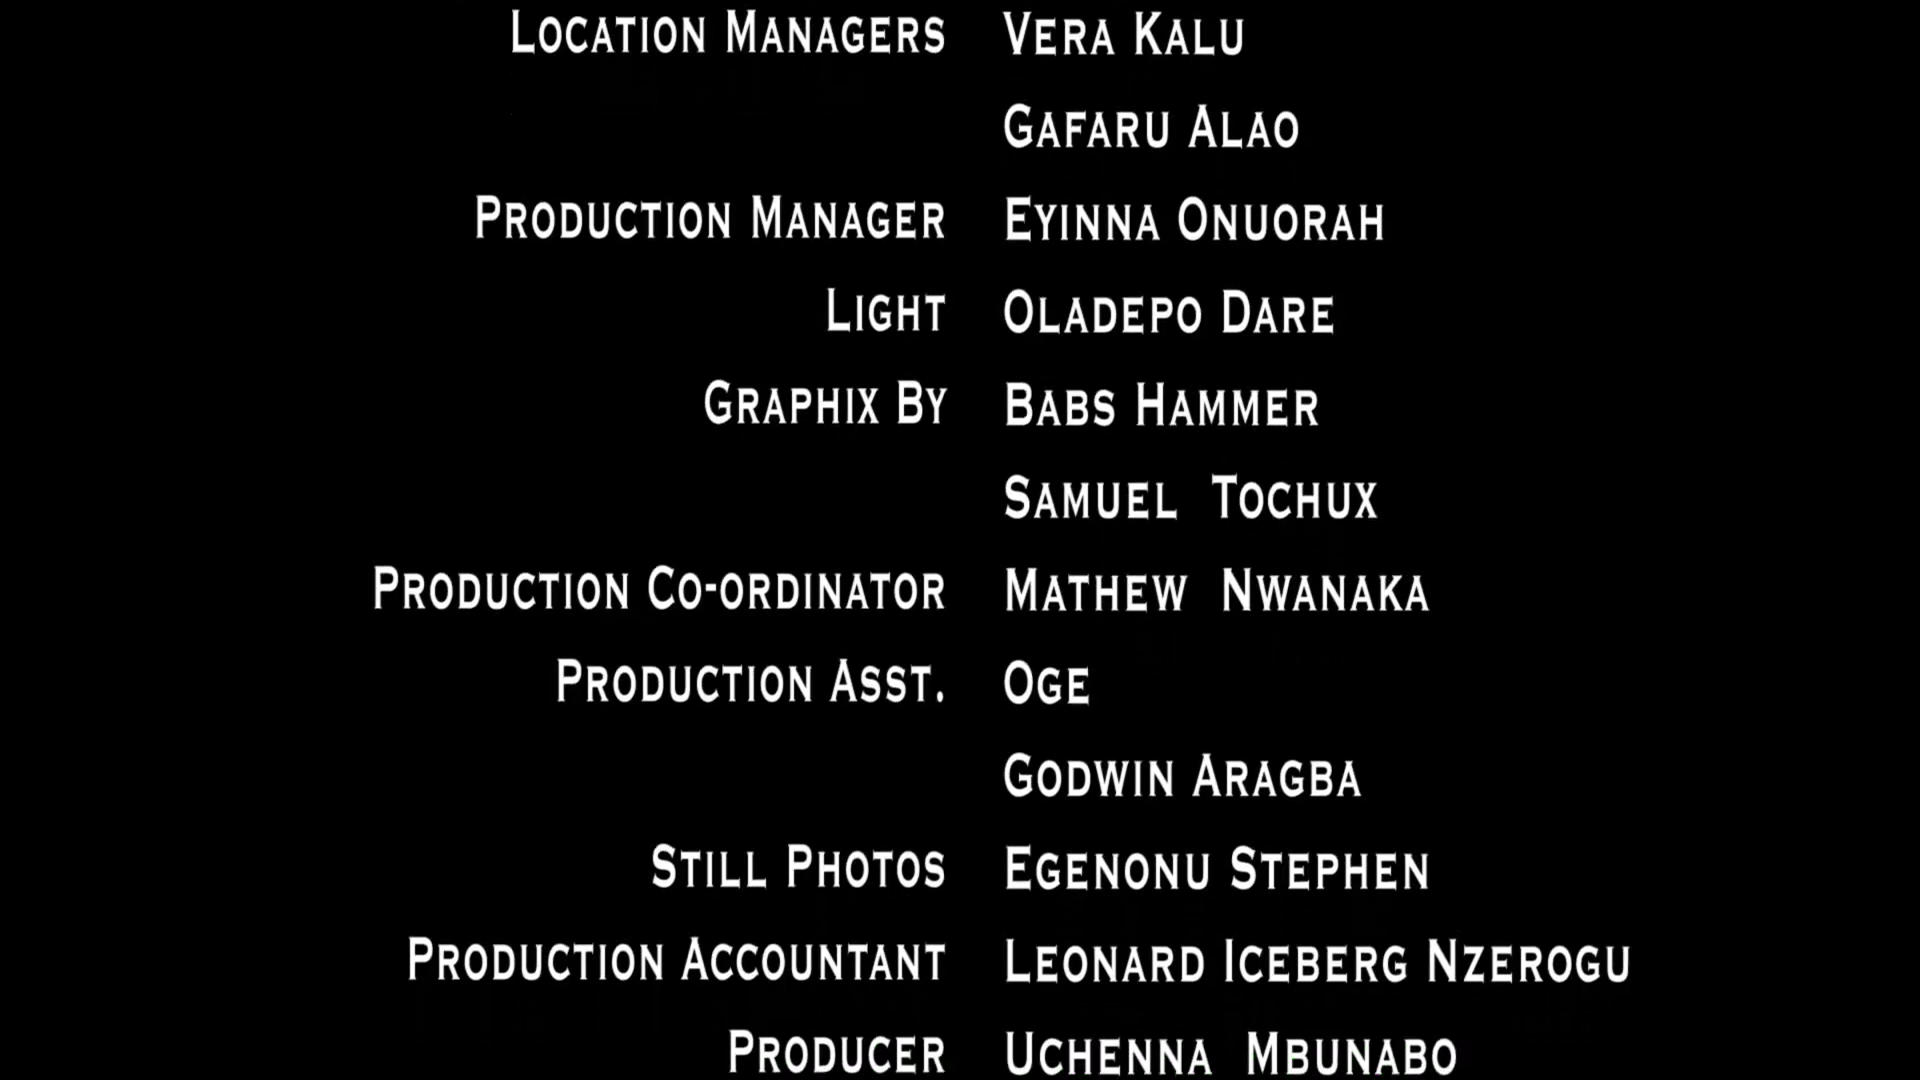 Location Managers Vera Kalu
Gafaru Alao
Production Manager Eyinna Onuorah
Light Oladepo Dare
Graphix By Babs Hammer
Samuel Tochux
Production Co-ordinator Mathew Nwanaka
Production Asst. Oge
Godwin Aragba
Still Photos Egenonu Stephen
Production Accountant Leonard Iceberg Nzerogu
Producer Uchenna Mbunabo